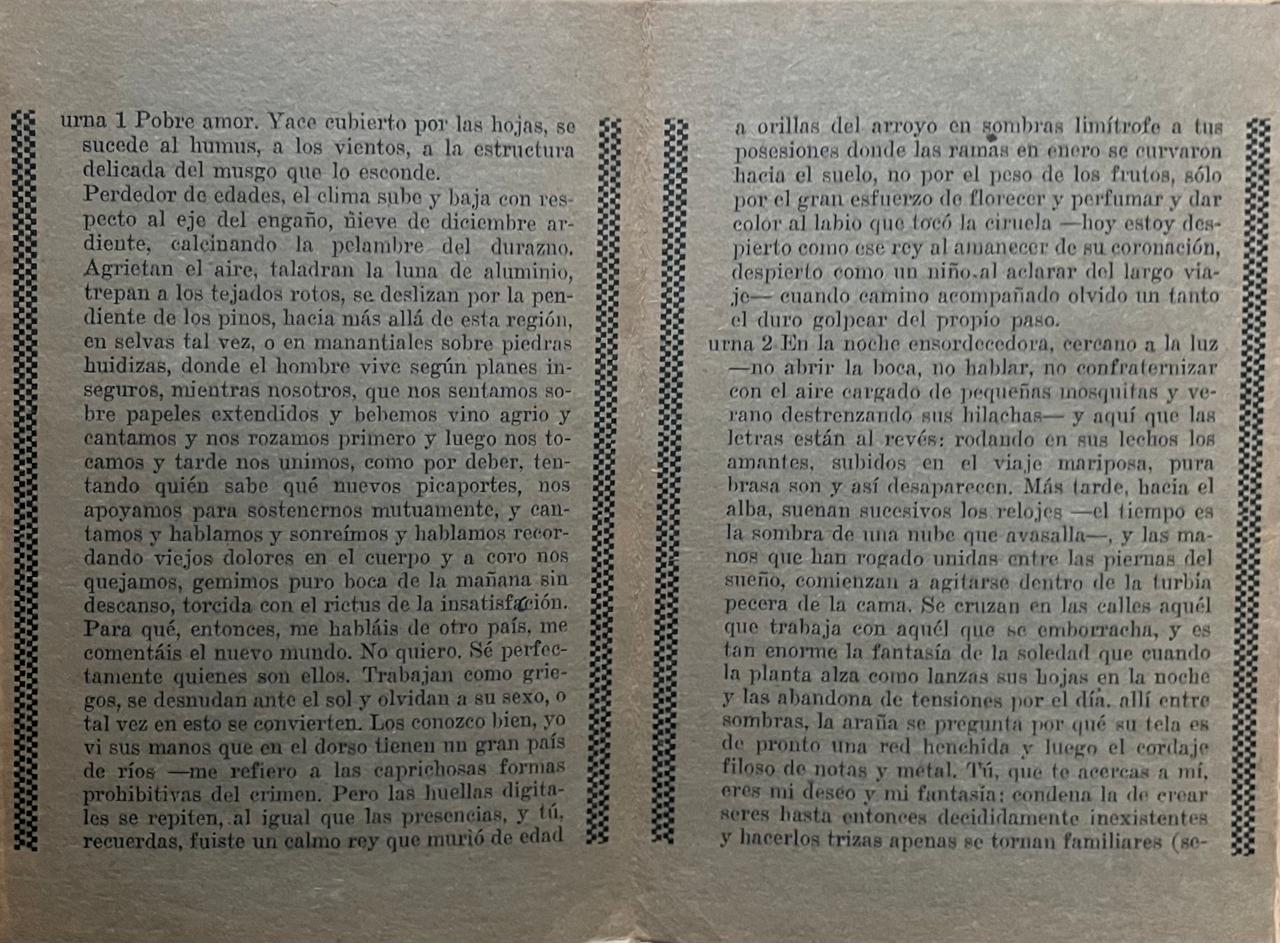 urna 1 Pobre amor. Yace cubierto por las hojas, se
sucede al humus, a los vientos, a la estructura
delicada del musgo que lo esconde.
Perdedor de edades, el clima sube y baja con res-
pecto al eje del engaño, nieve de diciembre ar-
diente, calcinando la pelambre del durazno.
Agrietan el aire, taladran la luna de aluminio,
trepan a los tejados rotos, se deslizan por la pen-
diente de los pinos, hacia más allá de esta región,
en selvas tal vez, o en manantiales sobre piedras
huidizas, donde el hombre vive según planes in-
seguros, mientras nosotros, que nos sentamos so-
bre papeles extendidos y bebemos vino agrio y
cantamos y nos rozamos primero y luego nos to-
camos y tarde nos unimos, como por deber, ten-
tando quién sabe qué nuevos picaportes, nos
apoyamos para sostenernos mutuamente, y can-
tamos y hablamos y sonreímos y hablamos recor-
dando viejos dolores en el cuerpo y a coro nos
quejamos, gemimos puro boca de la mañana sin
descanso, torcida con el rictus de la insatisfacción.
Para qué, entonces, me habláis de otro país, me
comentáis el nuevo mundo. No quiero. Sé perfec-
tamente quienes son ellos. Trabajan como grie-
gos, se desnudan ante el sol y olvidan a su sexo, o
tal vez en esto se convierten. Los conozco bien, yo
vi sus manos que en el dorso tienen un gran país
de ríos —me refiero a las caprichosas formas
prohibitivas del crimen. Pero las huellas digita-
les se repiten, al igual que las presencias, y tú,
recuerdas, fuiste un calmo rey que murió de edad
a orillas del arroyo en sombras limítrofe a tus
posesiones donde las ramas en enero se curvaron
hacia el suelo, no por el peso de los frutos, sólo
por el gran esfuerzo de florecer y perfumar y dar
color al labio que tocó la ciruela —hoy estoy des-
pierto como ese rey al amanecer de su coronación,
despierto como un niño al aclarar del largo via-
je— cuando camino acompañado olvido un tanto
el duro golpear del propio paso.
urna 2 En la noche ensordecedora, cercano a la luz
—no abrir la boca, no hablar, no confraternizar
con el aire cargado de pequeñas mosquitas y ve-
rano destrenzando sus hilachas— y aquí que las
letras están al revés: rodando en sus lechos los
amantes, subidos en el viaje mariposa, pura
brasa son y así desaparecen. Más tarde, hacia el
alba, suenan sucesivos los relojes —el tiempo es
la sombra de una nube que avasalla—, y las ma-
nos que han rogado unidas entre las piernas del
sueño, comienzan a agitarse dentro de la turbia
pecera de la cama. Se cruzan en las calles aquél
que trabaja con aquél que se emborracha, y es
tan enorme la fantasía de la soledad que cuando
la planta alza como lanzas sus hojas en la noche
y las abandona de tensiones por el día, allí entre
sombras, la araña se pregunta por qué su tela es
de pronto una red henchida y luego el cordaje
filoso de notas y metal. Tú, que te acercas a mí,
eres mi deseo y mi fantasía: condena la de crear
seres hasta entonces decididamente inexistentes
y hacerlos trizas apenas se tornan familiares (se-